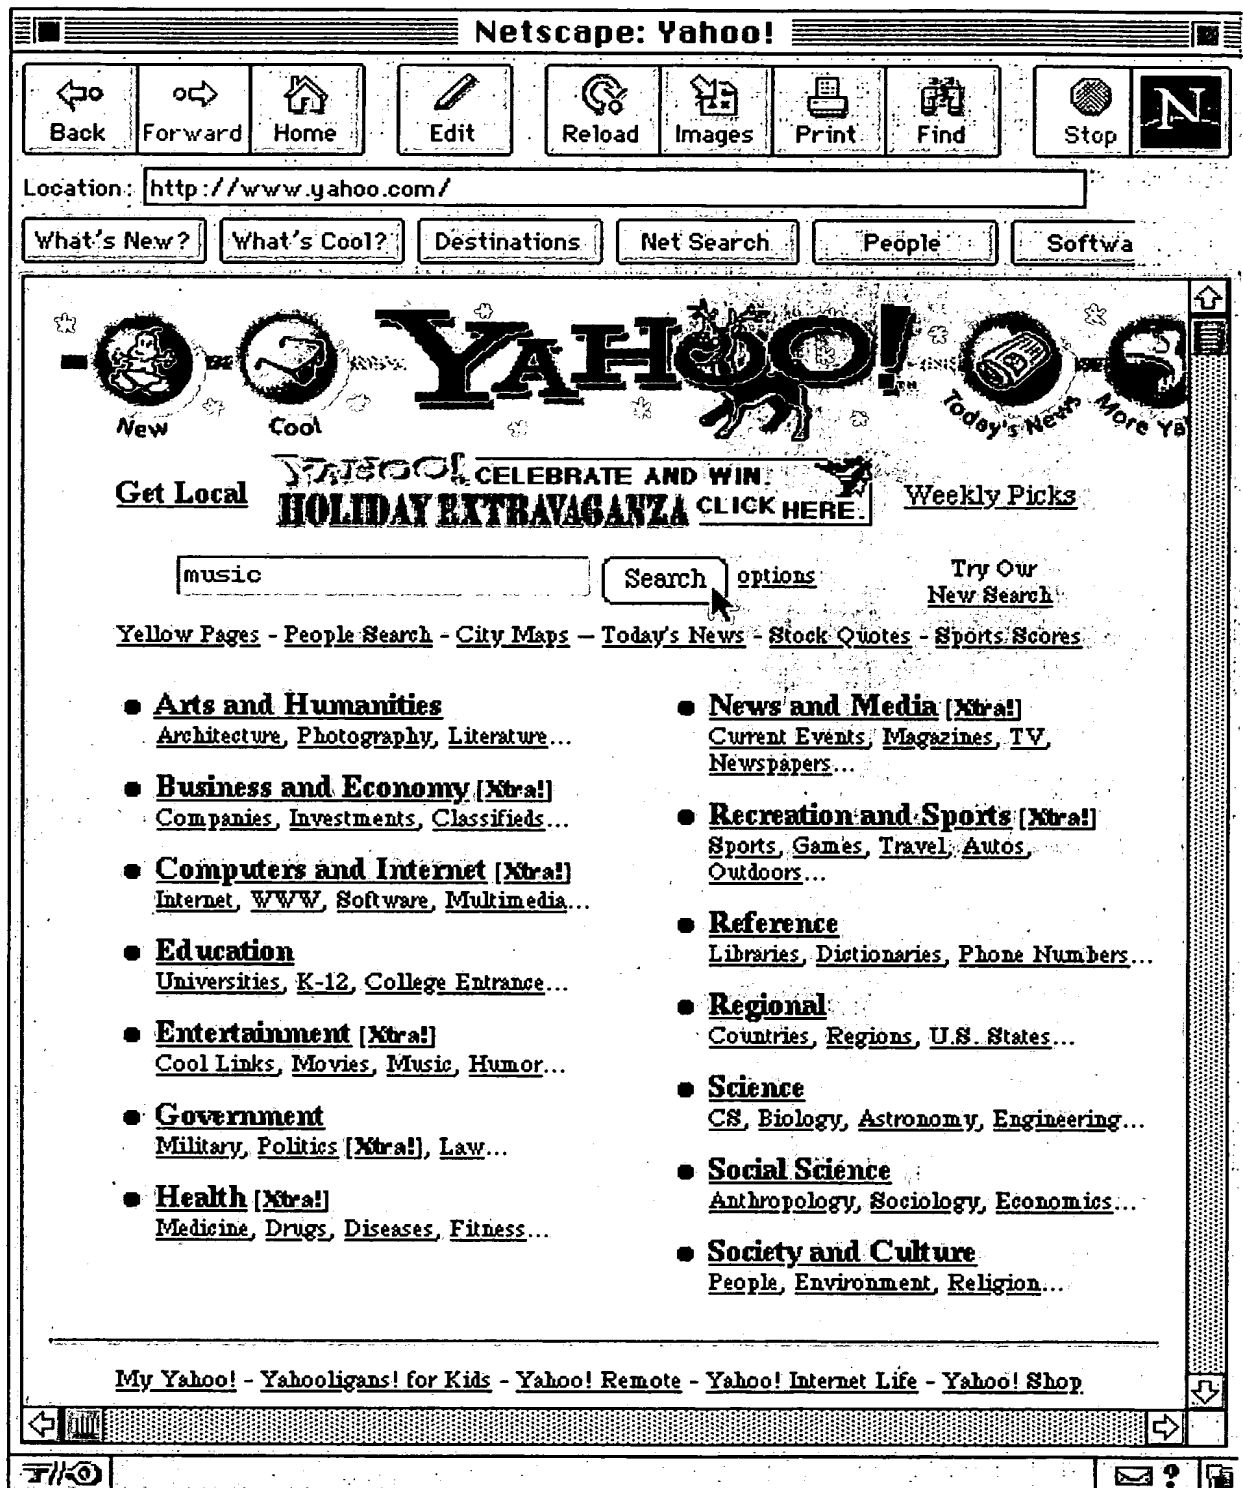 Netscape: Yahoo!
Back Forward Home Edit Reload Images Print Find Stop N
Location: http://www.yahoo.com/
What's New? What's Cool? Destinations Net Search People Softwa
YAHOO! TM
New Cool Today's News More Ya
Get Local YAHOO! CELEBRATE AND WIN. Weekly Picks
HOLIDAY EXTRAVAGANZA CLICK HERE.
music Search options Try Our
New Search
Yellow Pages - People Search - City Maps -- Today's News - Stock Quotes - Sports Scores
Arts and Humanities
Architecture, Photography, Literature...
Business and Economy [Xtra!]
Companies, Investments, Classifieds...
Computers and Internet [Xtra!]
Internet, WWW, Software, Multimedia...
Education
Universities, K-12, College Entrance...
Entertainment [Xtra!]
Cool Links, Movies, Music, Humor...
Government
Military, Politics [Xtra!], Law...
Health [Xtra!]
Medicine, Drugs, Diseases, Fitness...
News and Media [Xtra!]
Current Events, Magazines, TV,
Newspapers...
Recreation and Sports [Xtra!]
Sports, Games, Travel, Autos,
Outdoors...
Reference
Libraries, Dictionaries, Phone Numbers...
Regional
Countries, Regions, U.S. States...
Science
CS, Biology, Astronomy, Engineering...
Social Science
Anthropology, Sociology, Economics...
Society and Culture
People, Environment, Religion...
My Yahoo! - Yahooligans! for Kids - Yahoo! Remote - Yahoo! Internet Life - Yahoo! Shop